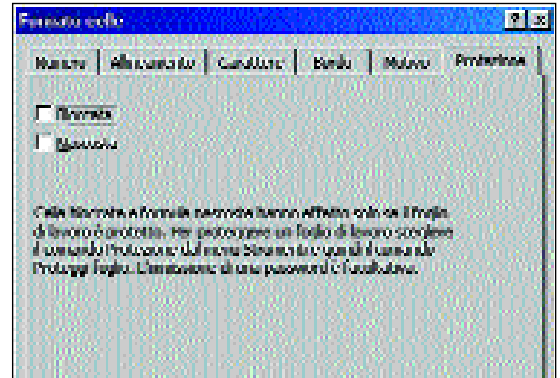 Formato celle
Numero Allineamento Carattere Bordo Motivo Protezione
Bloccata
Nascosta
Celle bloccate e formule nascoste hanno effetto solo se il foglio
di lavoro è protetto. Per proteggere un foglio di lavoro scegliere
il comando Protezione dal menu Strumenti e quindi il comando
Proteggi foglio. L'immissione di una password è facoltativa.